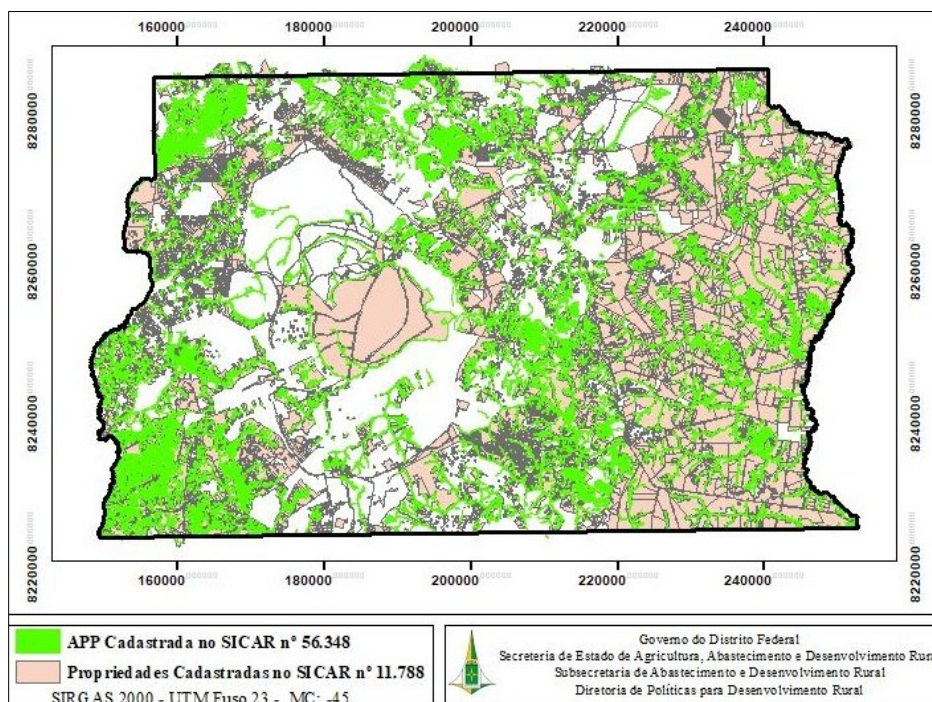 160000 180000 200000 220000 240000
8280000 8280000
8260000 8260000
8240000 8240000
8220000 8220000
160000 180000 200000 220000 240000
APP Cadastrada no SICAR nº 56.348
Propriedades Cadastradas no SICAR nº 11.788
SIRGAS 2000 - UTM Fuso 23 - MC: -45
Governo do Distrito Federal
Secretaria de Estado de Agricultura, Abastecimento e Desenvolvimento Rur
Subsecretaria de Abastecimento e Desenvolvimento Rural
Diretoria de Políticas para Desenvolvimento Rural